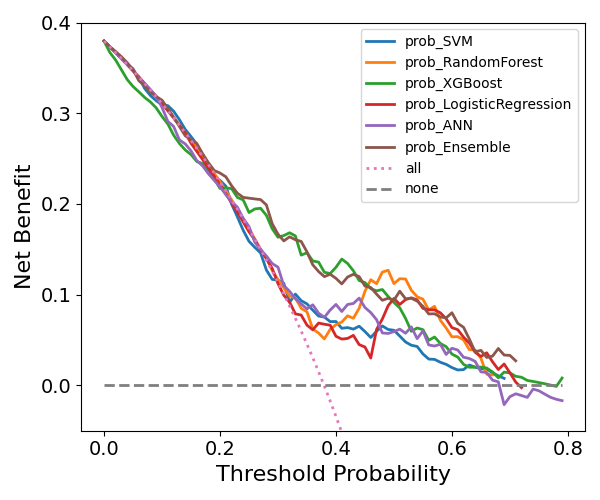 0.4
0.3
0.2
0.1
0.0
Net Benefit
prob_SVM
prob_RandomForest
prob_XGBoost
prob_LogisticRegression
prob_ANN
prob_Ensemble
all
none
0.0 0.2 0.4 0.6 0.8
Threshold Probability